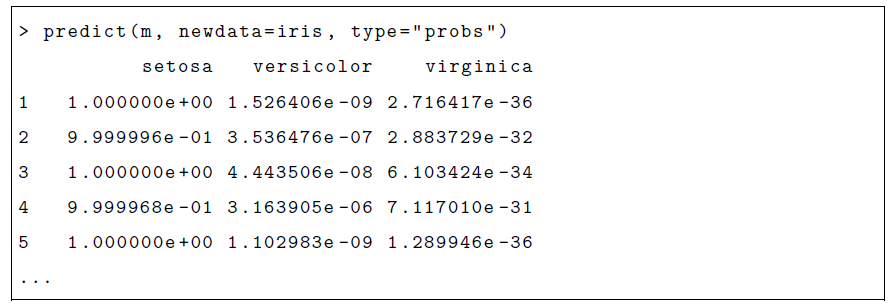 > predict(m, newdata=iris, type="probs")
setosa versicolor virginica
1 1.000000e+00 1.526406e-09 2.716417e-36
2 9.999996e-01 3.536476e-07 2.883729e-32
3 1.000000e+00 4.443506e-08 6.103424e-34
4 9.999968e-01 3.163905e-06 7.117010e-31
5 1.000000e+00 1.102983e-09 1.289946e-36
...